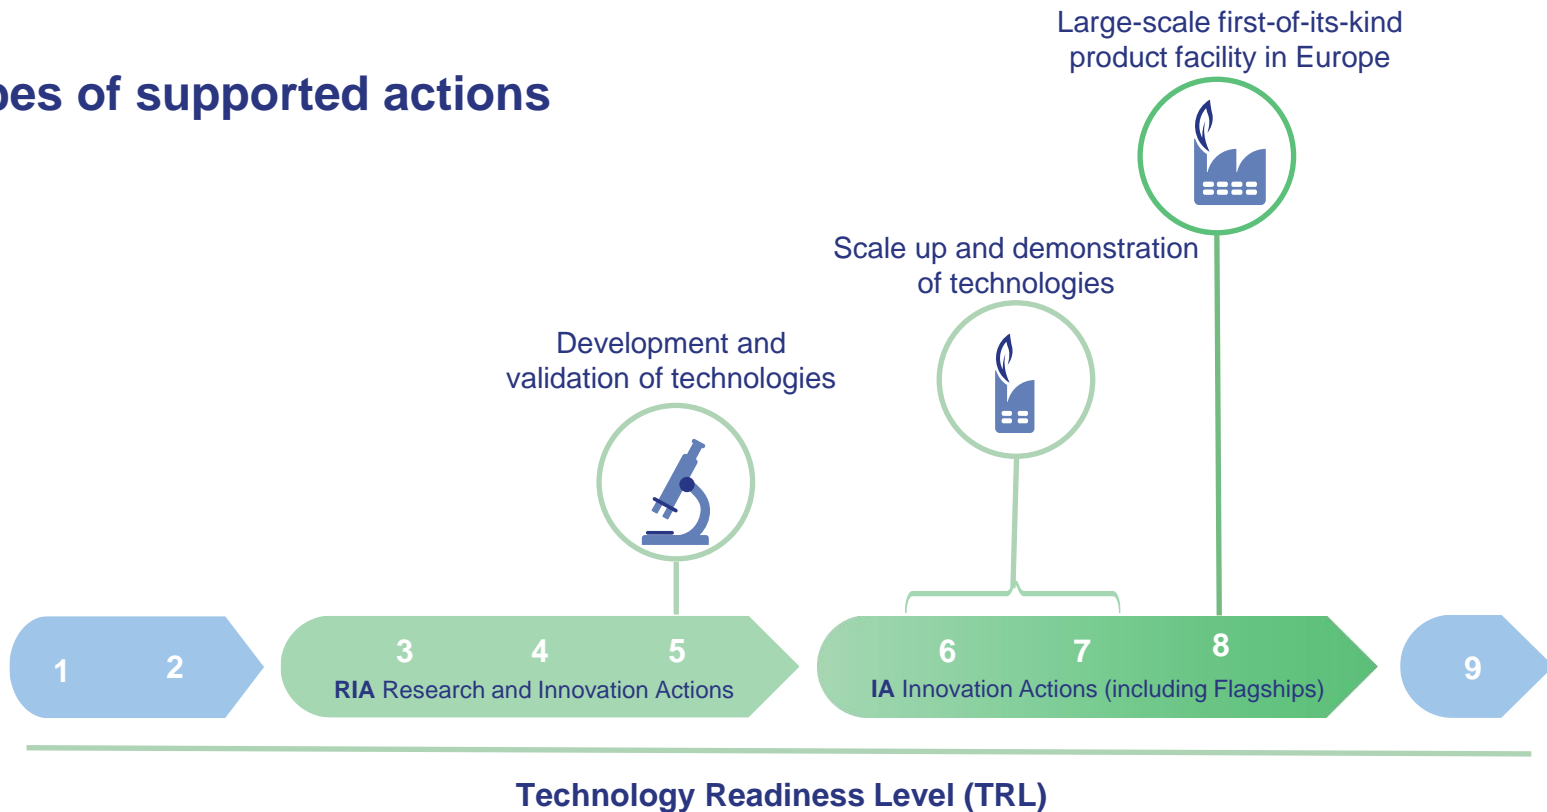 Large-scale first-of-its-kind
product facility in Europe
pes of supported actions
Scale up and demonstration
of technologies
Development and
validation of technologies
1
2
3
4
5
6
7
8
9
RIA Research and Innovation Actions
IA Innovation Actions (including Flagships)
Technology Readiness Level (TRL)